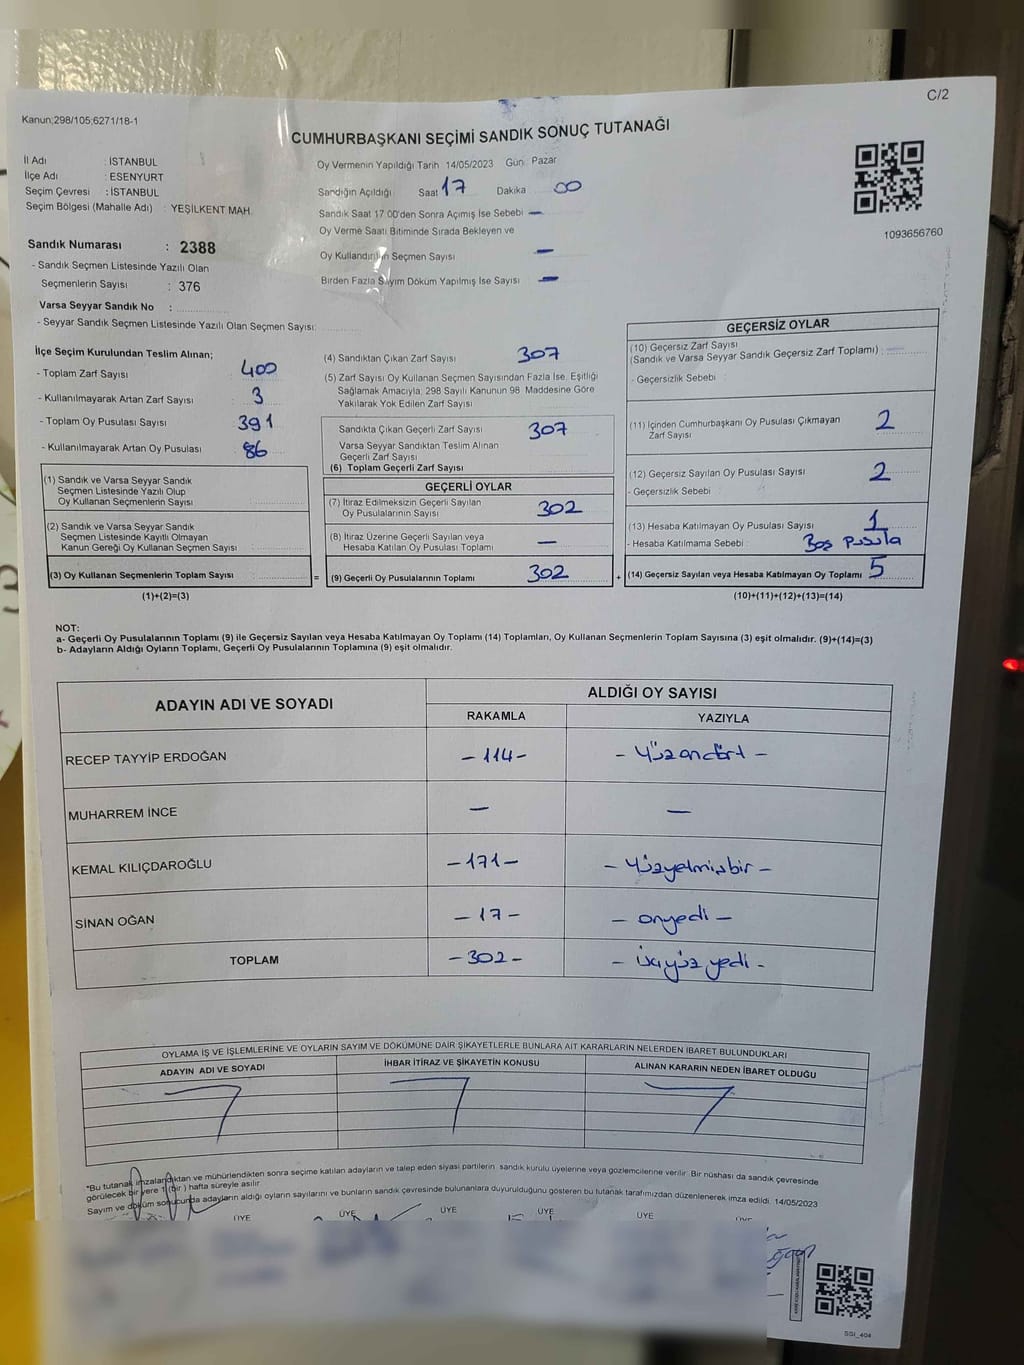 C/2
Kanun;298/105;6271/18-1
CUMHURBAŞKANI SEÇİMİ SANDIK SONUÇ TUTANAĞI
İl Adı : İSTANBUL
İlçe Adı : ESENYURT
Seçim Çevresi : İSTANBUL
Seçim Bölgesi (Mahalle Adı) : YEŞİLKENT MAH.
Oy Vermenin Yapıldığı Tarih 14/05/2023 Gün Pazar
Sandığın Açıldığı Saat 17 Dakika 00
Sandık Saat 17.00'den Sonra Açımış İse Sebebi —
Oy Verme Saati Bitiminde Sırada Bekleyen ve
Oy Kullandırılan Seçmen Sayısı —
Birden Fazla Sayım Döküm Yapılmış İse Sayısı —
1093656760
Sandık Numarası : 2388
- Sandık Seçmen Listesinde Yazılı Olan
Seçmenlerin Sayısı : 376
Varsa Seyyar Sandık No :
- Seyyar Sandık Seçmen Listesinde Yazılı Olan Seçmen Sayısı:
İlçe Seçim Kurulundan Teslim Alınan;
- Toplam Zarf Sayısı 400
- Kullanılmayarak Artan Zarf Sayısı 3
- Toplam Oy Pusulası Sayısı 391
- Kullanılmayarak Artan Oy Pusulası 86
(1) Sandık ve Varsa Seyyar Sandık
Seçmen Listesinde Yazılı Olup
Oy Kullanan Seçmenlerin Sayısı
(2) Sandık ve Varsa Seyyar Sandık
Seçmen Listesinde Kayıtlı Olmayan
Kanun Gereği Oy Kullanan Seçmen Sayısı :
(3) Oy Kullanan Seçmenlerin Toplam Sayısı :
(1)+(2)=(3)
(4) Sandıktan Çıkan Zarf Sayısı 307
(5) Zarf Sayısı Oy Kullanan Seçmen Sayısından Fazla İse, Eşitliği
Sağlamak Amacıyla, 298 Sayılı Kanunun 98. Maddesine Göre
Yakılarak Yok Edilen Zarf Sayısı
Sandıkta Çıkan Geçerli Zarf Sayısı 307
Varsa Seyyar Sandıktan Teslim Alınan
Geçerli Zarf Sayısı
(6) Toplam Geçerli Zarf Sayısı
GEÇERLİ OYLAR
(7) İtiraz Edilmeksizin Geçerli Sayılan
Oy Pusulalarının Sayısı 302
(8) İtiraz Üzerine Geçerli Sayılan veya
Hesaba Katılan Oy Pusulası Toplamı —
= (9) Geçerli Oy Pusulalarının Toplamı 302 +
GEÇERSİZ OYLAR
(10) Geçersiz Zarf Sayısı
(Sandık ve Varsa Seyyar Sandık Geçersiz Zarf Toplamı) :
- Geçersizlik Sebebi :
(11) İçinden Cumhurbaşkanı Oy Pusulası Çıkmayan
Zarf Sayısı 2
(12) Geçersiz Sayılan Oy Pusulası Sayısı 2
- Geçersizlik Sebebi :
(13) Hesaba Katılmayan Oy Pusulası Sayısı 1
- Hesaba Katılmama Sebebi : Boş Pusula
(14) Geçersiz Sayılan veya Hesaba Katılmayan Oy Toplamı 5
(10)+(11)+(12)+(13)=(14)
NOT:
a- Geçerli Oy Pusulalarının Toplamı (9) ile Geçersiz Sayılan veya Hesaba Katılmayan Oy Toplamı (14) Toplamları, Oy Kullanan Seçmenlerin Toplam Sayısına (3) eşit olmalıdır. (9)+(14)=(3)
b- Adayların Aldığı Oyların Toplamı, Geçerli Oy Pusulalarının Toplamına (9) eşit olmalıdır.
ADAYIN ADI VE SOYADI ALDIĞI OY SAYISI
RAKAMLA YAZIYLA
RECEP TAYYİP ERDOĞAN -114- - Yüzondört -
MUHARREM İNCE — —
KEMAL KILIÇDAROĞLU -171- - Yüzyetmişbir -
SİNAN OĞAN -17- - onyedi -
TOPLAM -302- - ikiyüz yedi -
OYLAMA İŞ VE İŞLEMLERİNE VE OYLARIN SAYIM VE DÖKÜMÜNE DAİR ŞİKAYETLERLE BUNLARA AİT KARARLARIN NELERDEN İBARET BULUNDUKLARI
ADAYIN ADI VE SOYADI İHBAR İTİRAZ VE ŞİKAYETİN KONUSU ALINAN KARARIN NEDEN İBARET OLDUĞU
"Bu tutanak imzalandıktan ve mühürlendikten sonra seçime katılan adayların ve talep eden siyasi partilerin sandık kurulu üyelerine veya gözlemcilerine verilir. Bir nüshası da sandık çevresinde
görülecek bir yere 1 (bir) hafta süreyle asılır.
Sayım ve döküm sonucunda adayların aldığı oyların sayılarını ve bunların sandık çevresinde bulunanlara duyurulduğunu gösteren bu tutanak tarafımızdan düzenlenerek imza edildi. 14/05/2023
ÜYE ÜYE ÜYE ÜYE ÜYE ÜYE
SSI_404